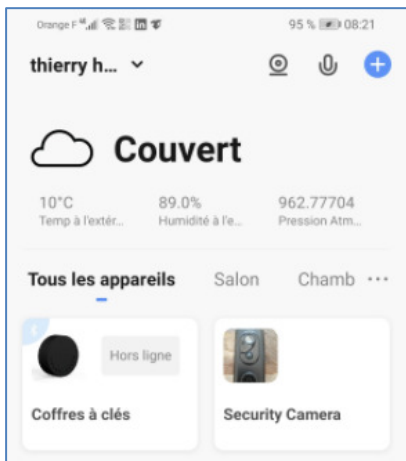 Orange F 95 % 08:21
thierry h...
Couvert
10°C 89.0% 962.77704
Temp à l'extér... Humidité à l'e... Pression Atm...
Tous les appareils Salon Chamb ...
Hors ligne
Coffres à clés Security Camera